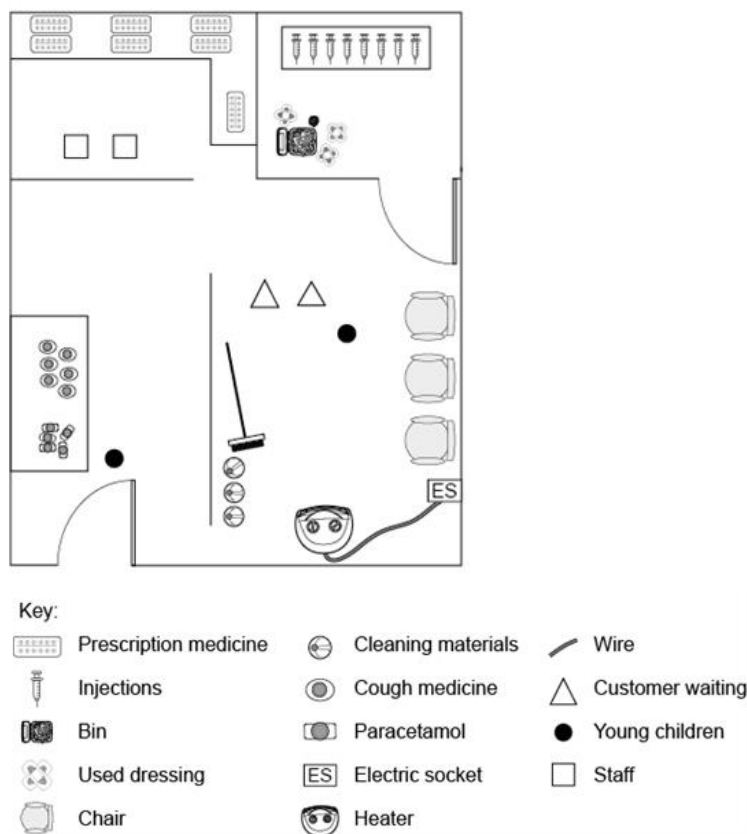 ES
Key:
Prescription medicine
Cleaning materials
Wire
Injections
Cough medicine
Customer waiting
Bin
Paracetamol
Young children
Used dressing
ES Electric socket
Staff
Chair
Heater